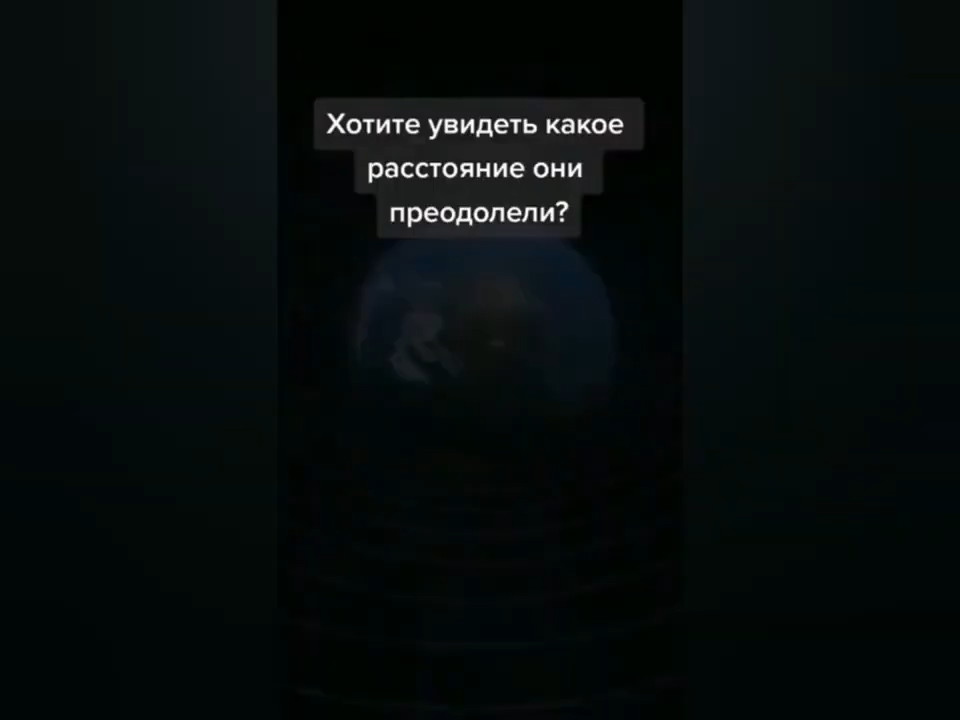 Хотите увидеть какое
расстояние они
преодолели?